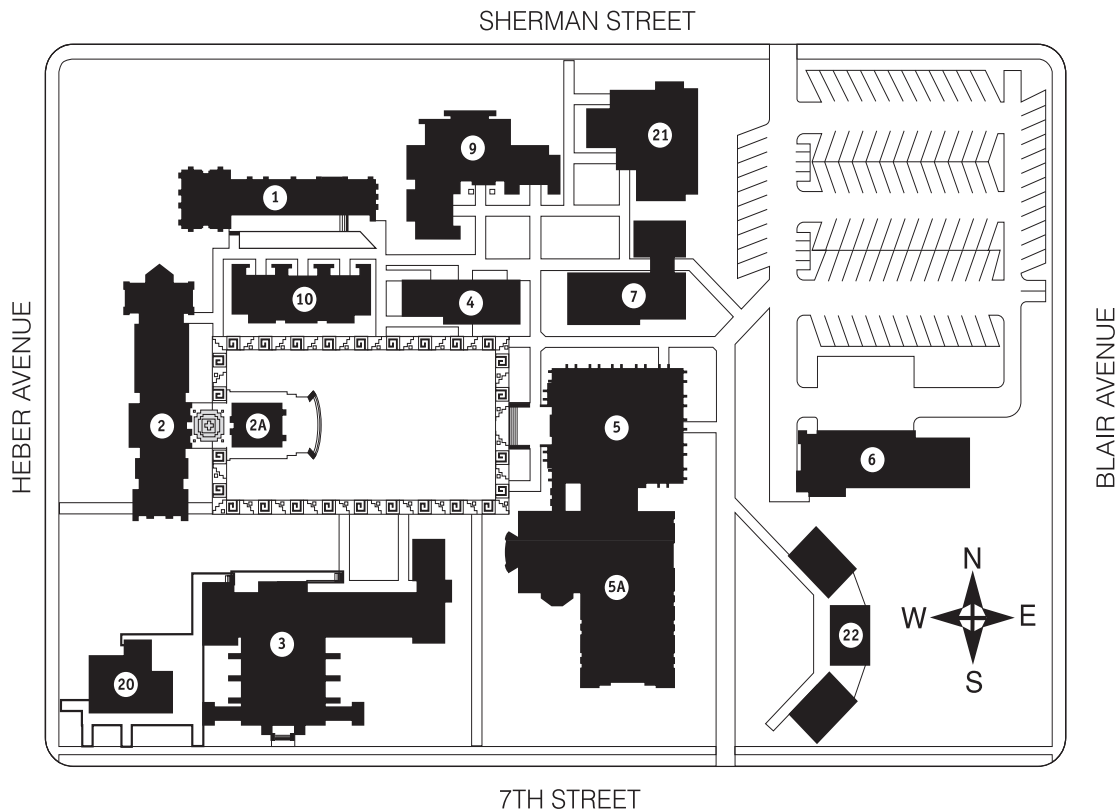 SHERMAN STREET
21
9
1
10
4
7
HEBER AVENUE
BLAIR AVENUE
2
2A
5
6
N
W
E
S
5A
22
3
20
7TH STREET